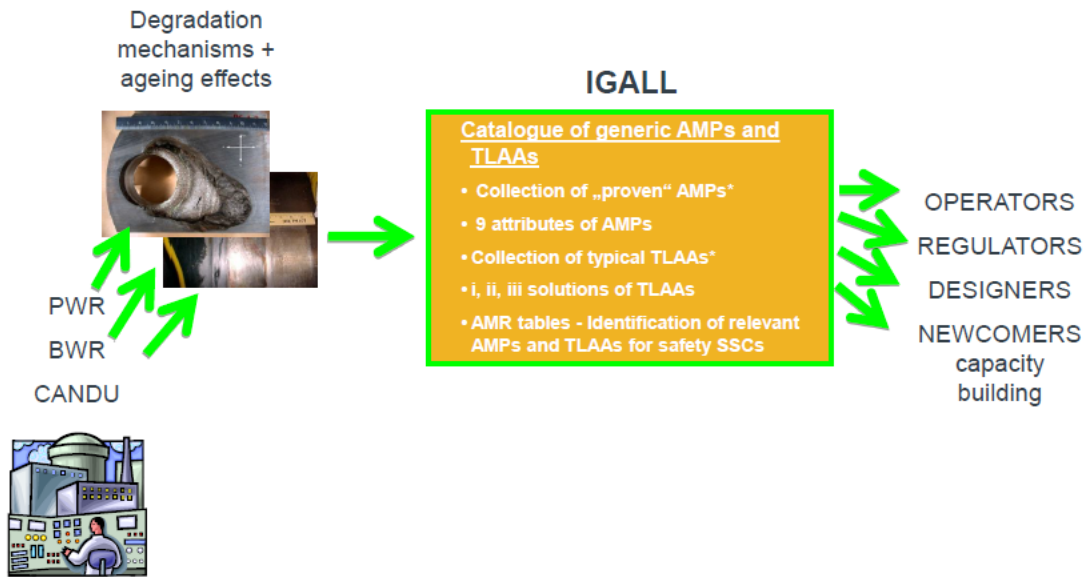 Degradation
mechanisms +
ageing effects
IGALL
Catalogue of generic AMPs and
TLAAs
• Collection of „proven“ AMPs*
• 9 attributes of AMPs
• Collection of typical TLAAs*
• i, ii, iii solutions of TLAAs
• AMR tables - Identification of relevant
AMPs and TLAAs for safety SSCs
PWR
BWR
CANDU
OPERATORS
REGULATORS
DESIGNERS
NEWCOMERS
capacity
building